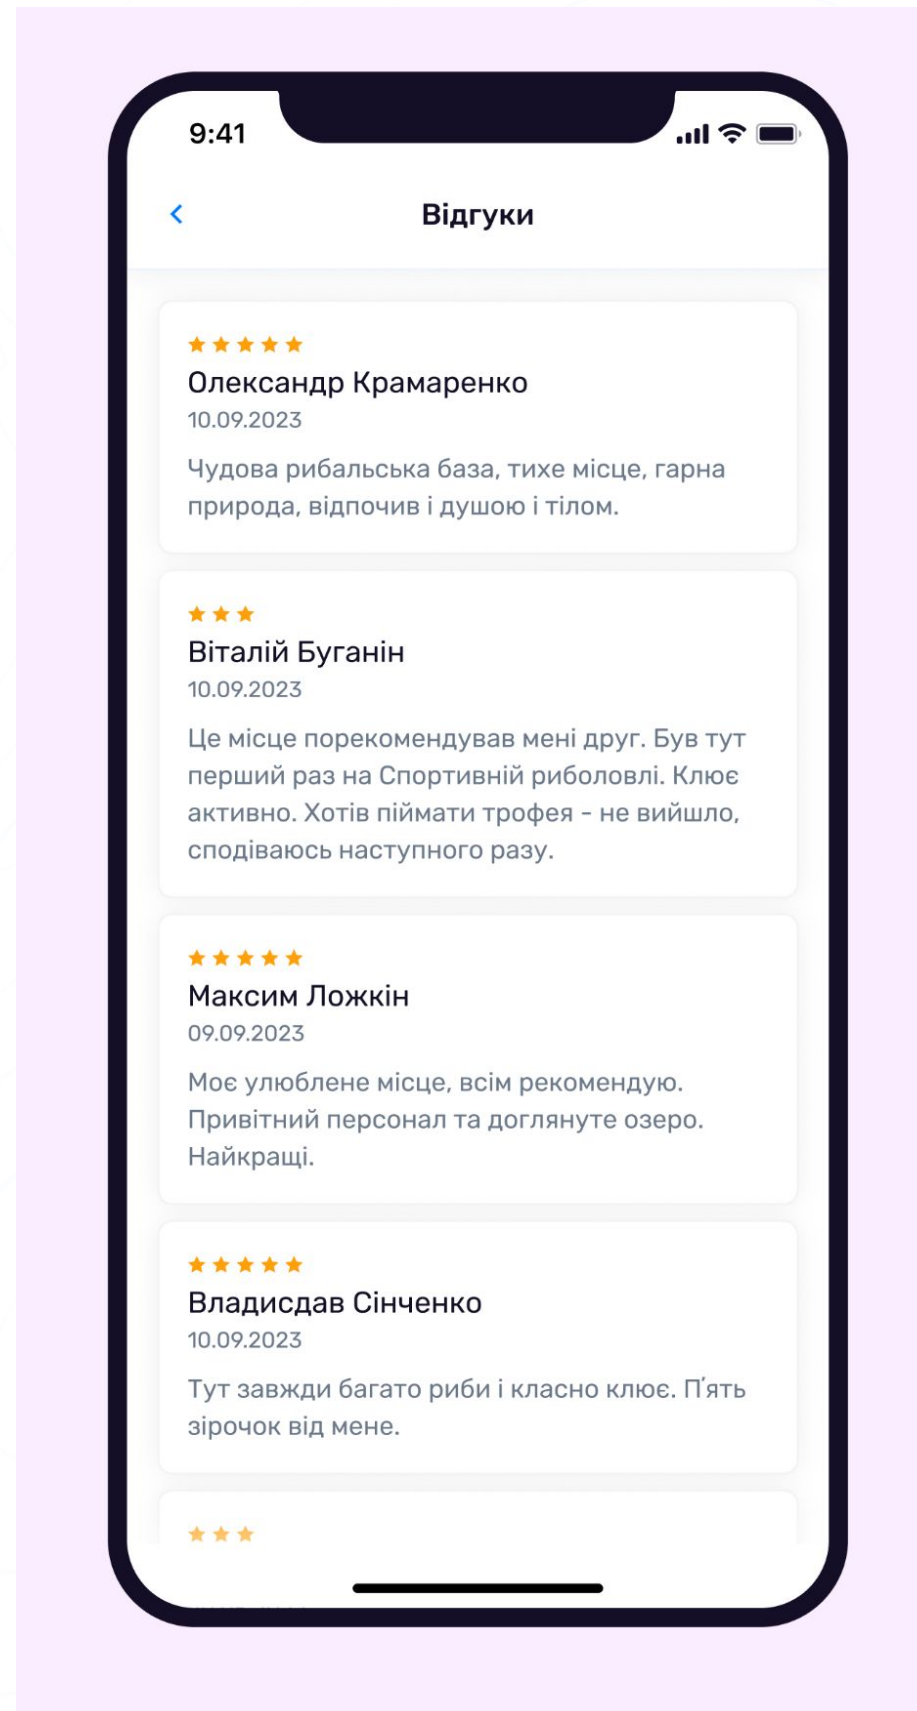 9:41
Відгуки
Олександр Крамаренко
10.09.2023
Чудова рибальська база, тихе місце, гарна
природа, відпочив і душою і тілом.
Віталій Буганін
10.09.2023
Це місце порекомендував мені друг. Був тут
перший раз на Спортивній риболовлі. Клює
активно. Хотів піймати трофея - не вийшло,
сподіваюсь наступного разу.
Максим Ложкін
09.09.2023
Моє улюблене місце, всім рекомендую.
Привітний персонал та доглянуте озеро.
Найкращі.
Владисдав Сінченко
10.09.2023
Тут завжди багато риби і класно клює. П'ять
зірочок від мене.